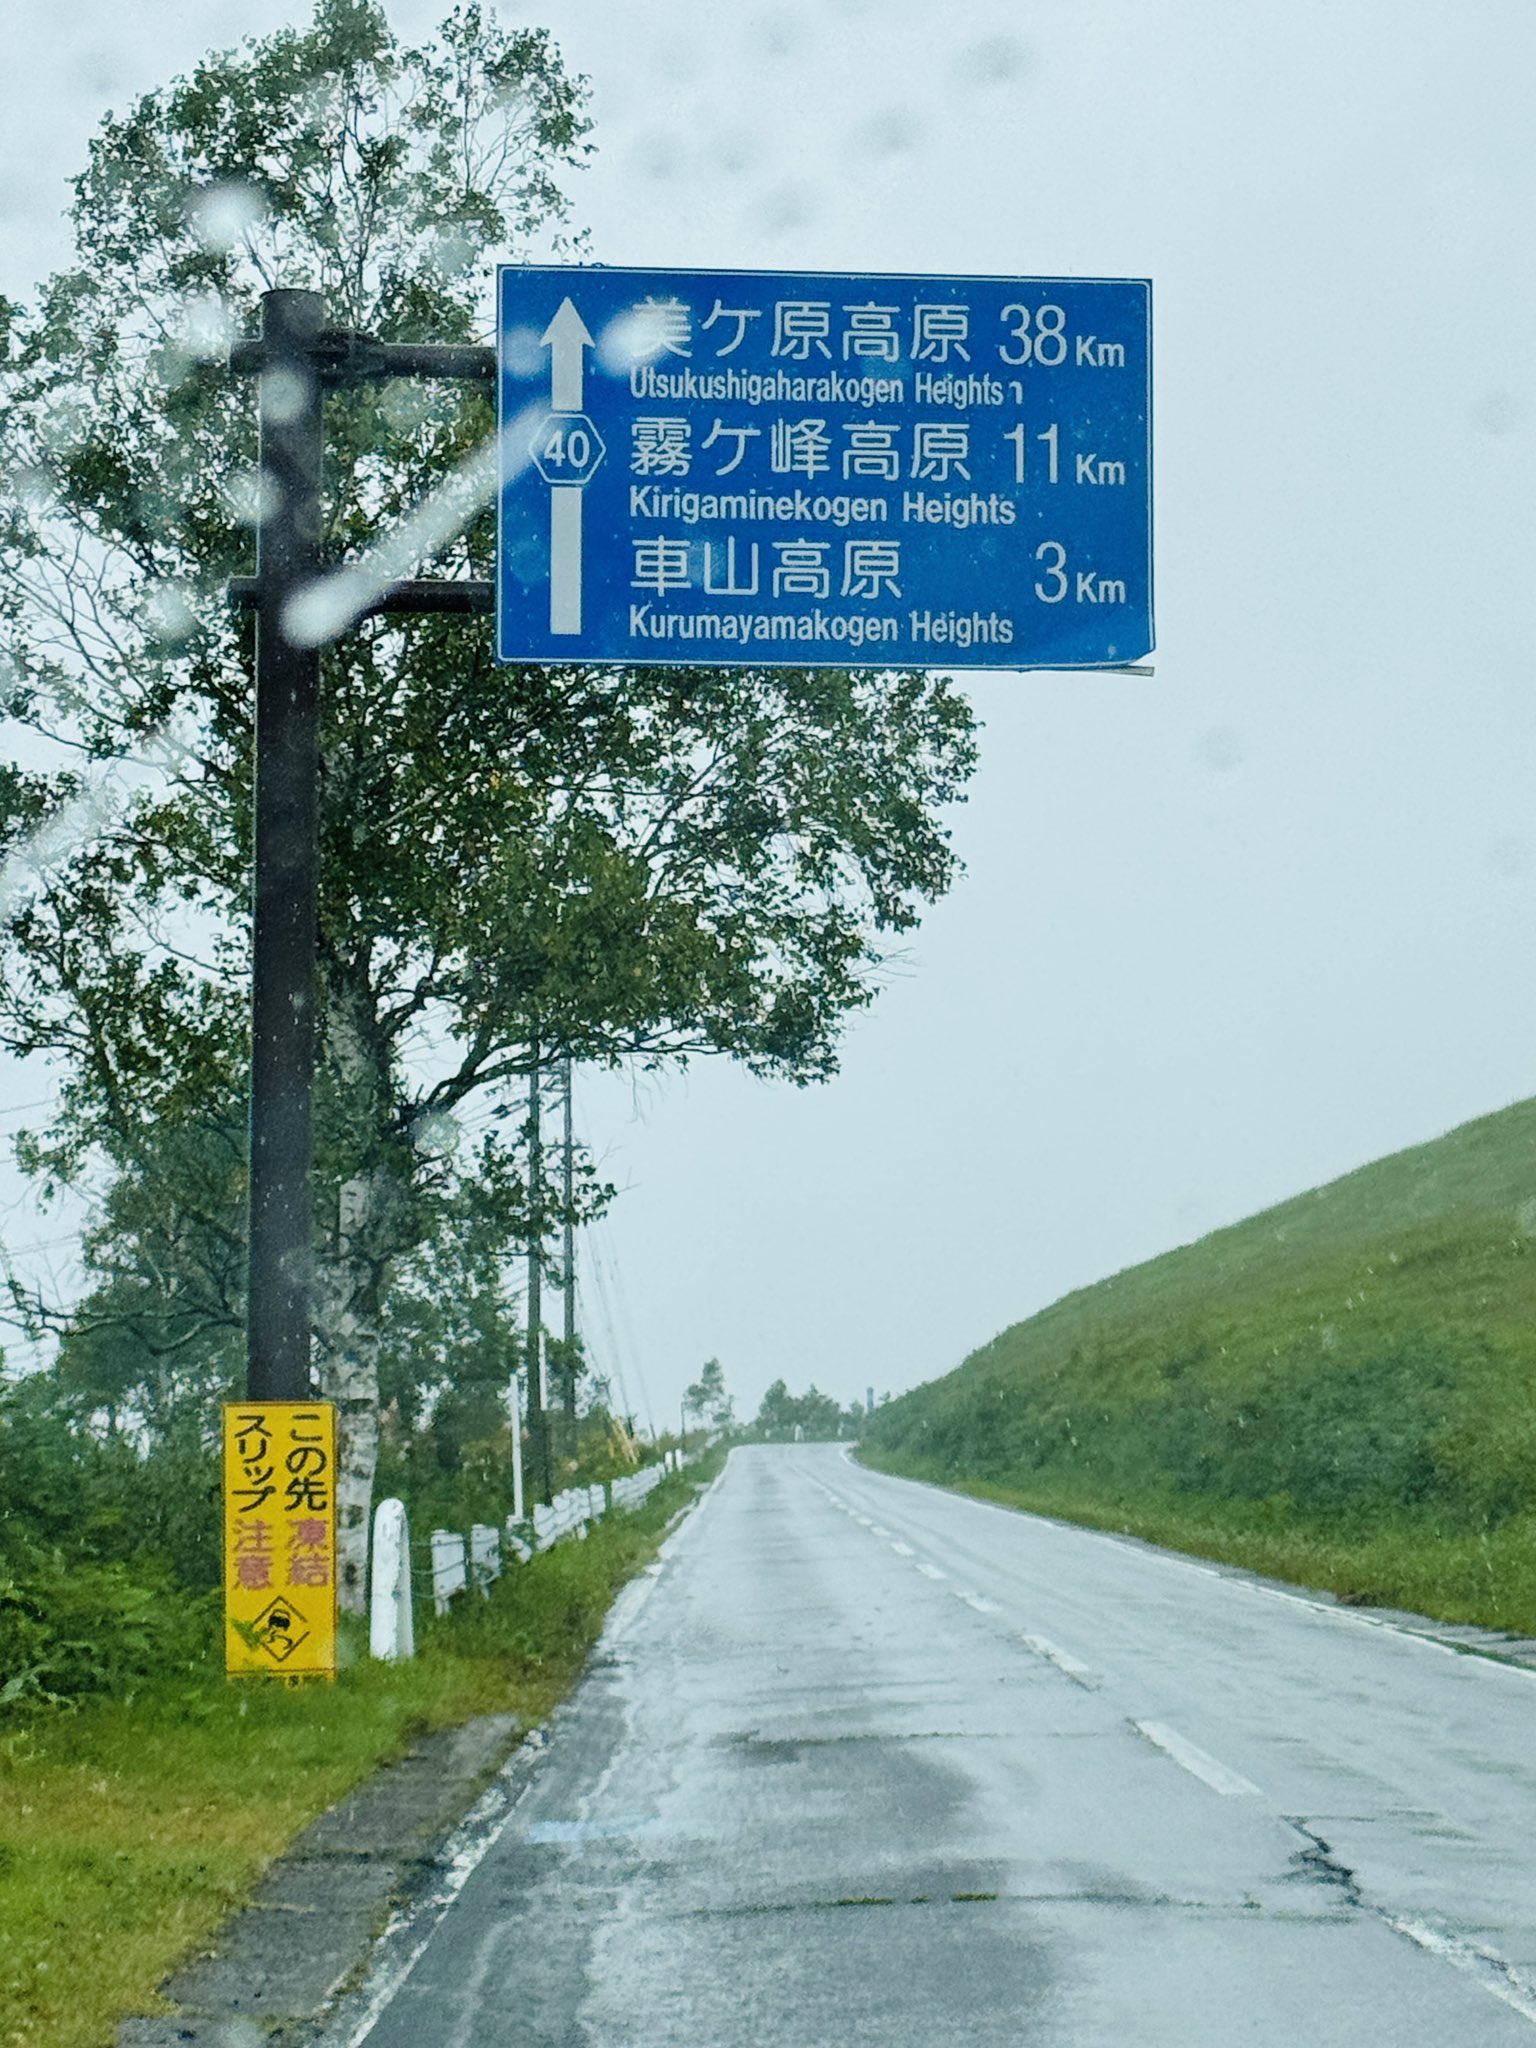 美ケ原高原 38Km
Utsukushigaharakogen Heights
40
霧ケ峰高原 11Km
Kirigaminekogen Heights
車山高原 3Km
Kurumayamakogen Heights
この先凍結
スリップ注意